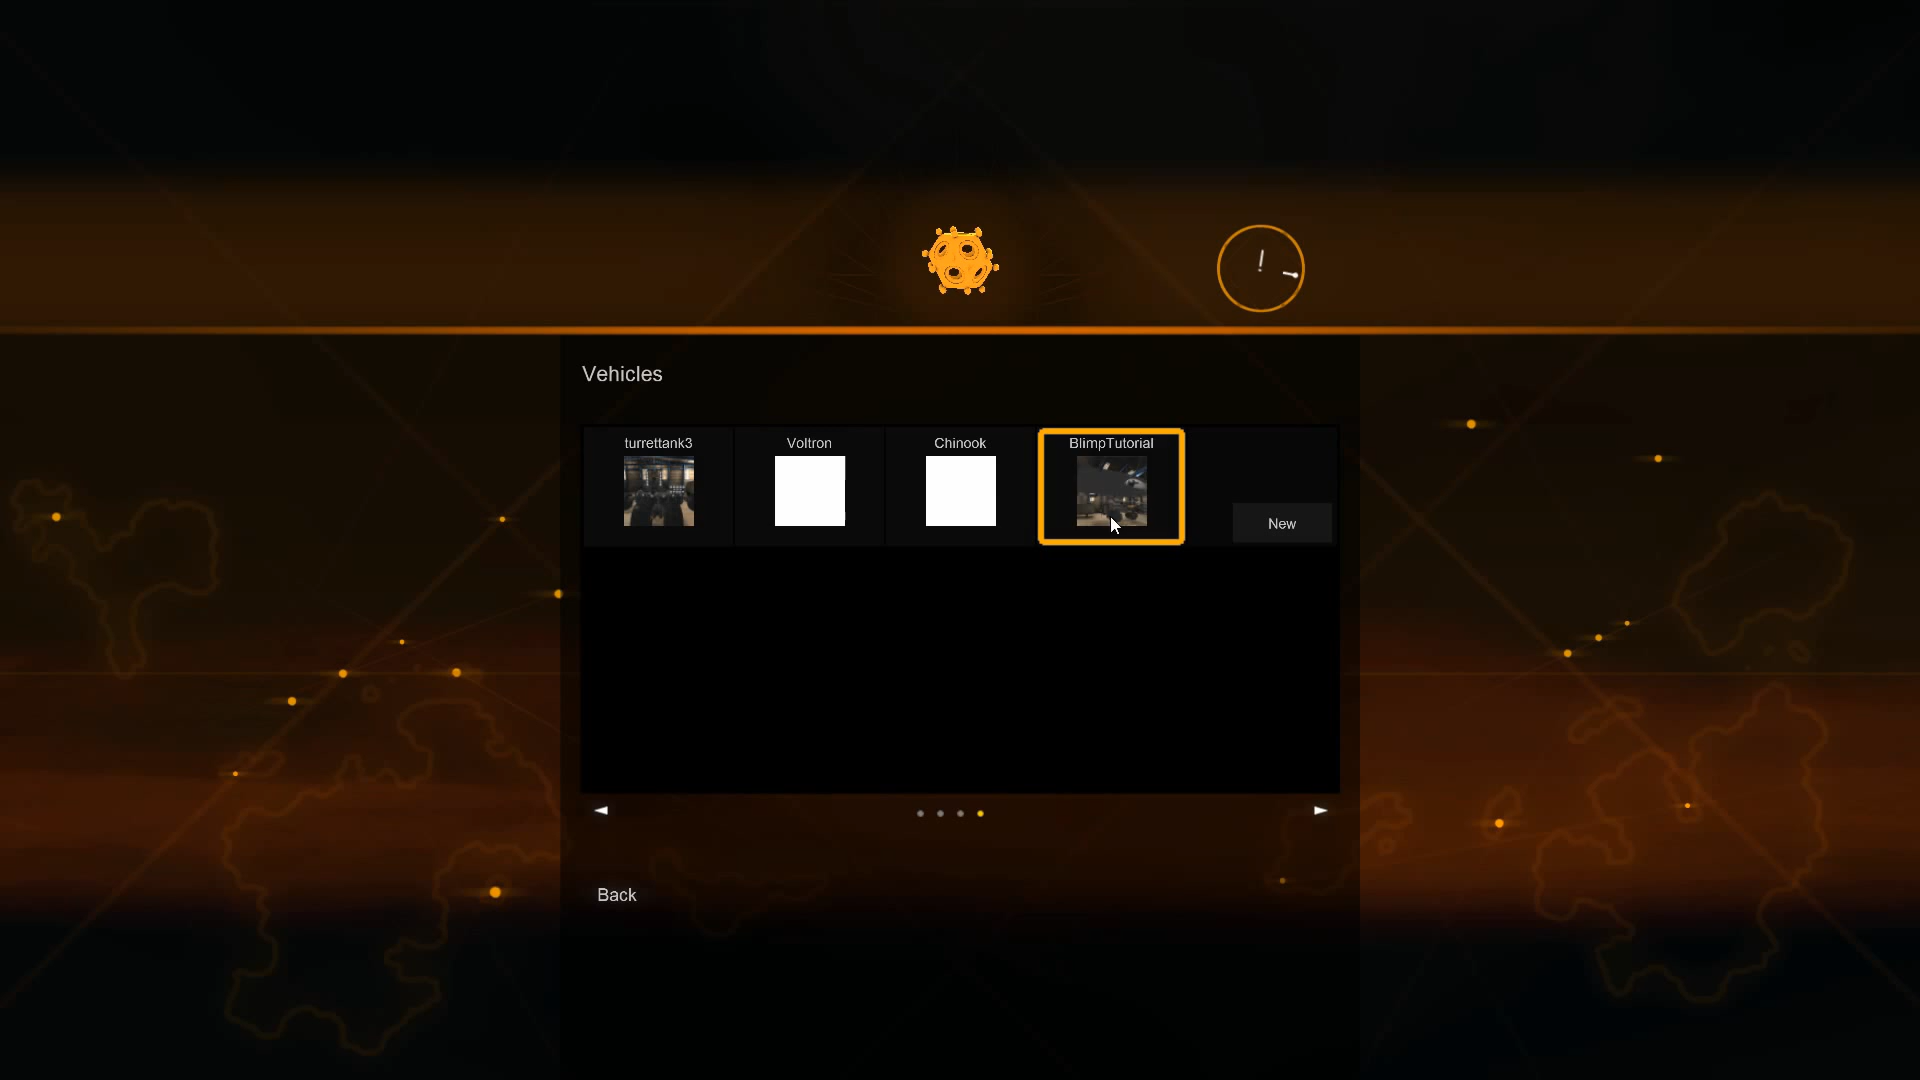 Vehicles
turrettank3
Voltron
Chinook
BlimpTutorial
New
Back